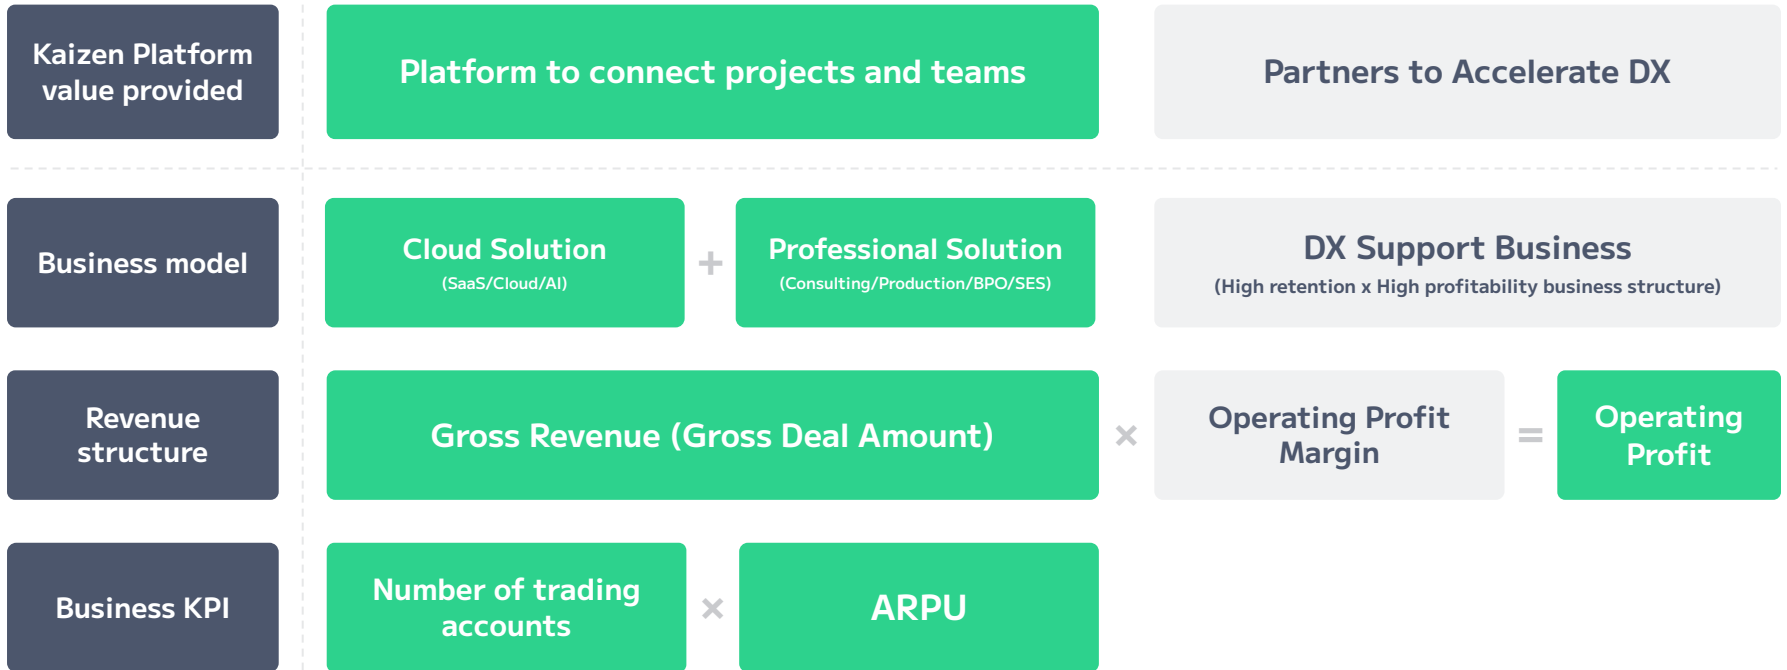 Kaizen Platform
value provided
Platform to connect projects and teams
Partners to Accelerate DX
Business model
Cloud Solution
(SaaS/Cloud/AI)
+
Professional Solution
(Consulting/Production/BPO/SES)
DX Support Business
(High retention x High profitability business structure)
Revenue
structure
Gross Revenue (Gross Deal Amount)
×
Operating Profit
Margin
=
Operating
Profit
Business KPI
Number of trading
accounts
×
ARPU